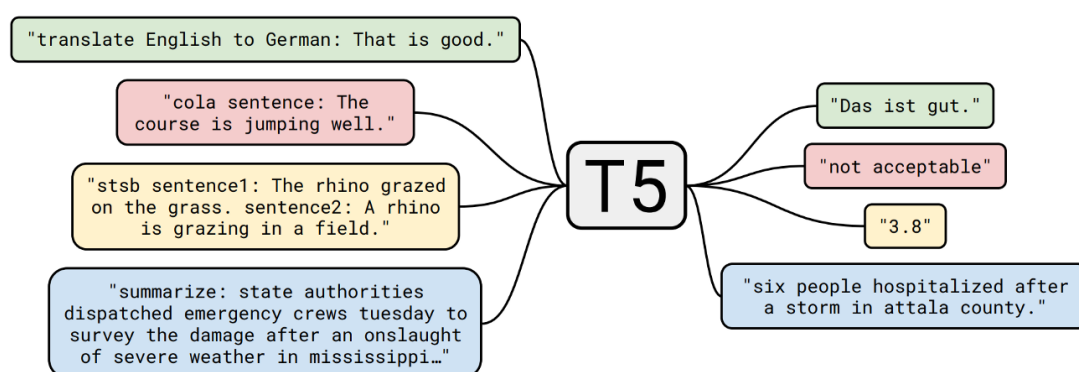 "translate English to German: That is good."
"cola sentence: The
course is jumping well."
"stsb sentence1: The rhino grazed
on the grass. sentence2: A rhino
is grazing in a field."
"summarize: state authorities
dispatched emergency crews tuesday to
survey the damage after an onslaught
of severe weather in mississippi…"
T5
"Das ist gut."
"not acceptable"
"3.8"
"six people hospitalized after
a storm in attala county."